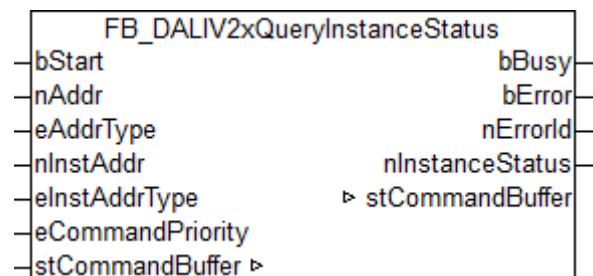 FB_DALIV2xQueryInstanceStatus
bStart bBusy
nAddr bError
eAddrType nErrorId
nInstAddr nInstanceStatus
eInstAddrType ▹ stCommandBuffer
eCommandPriority
stCommandBuffer ▹